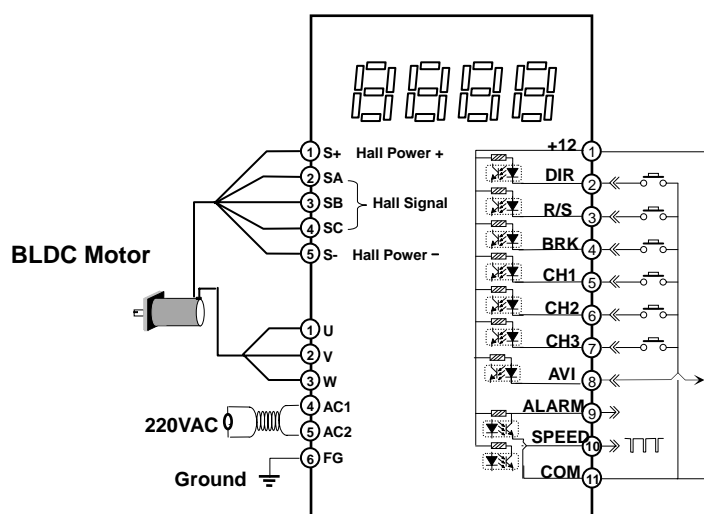 8888
1 S+ Hall Power +
2 SA
3 SB Hall Signal
4 SC
5 S- Hall Power −
BLDC Motor
1 U
2 V
3 W
220VAC
4 AC1
5 AC2
Ground
6 FG
+12 1
DIR 2
R/S 3
BRK 4
CH1 5
CH2 6
CH3 7
AVI 8
ALARM 9
SPEED 10
COM 11